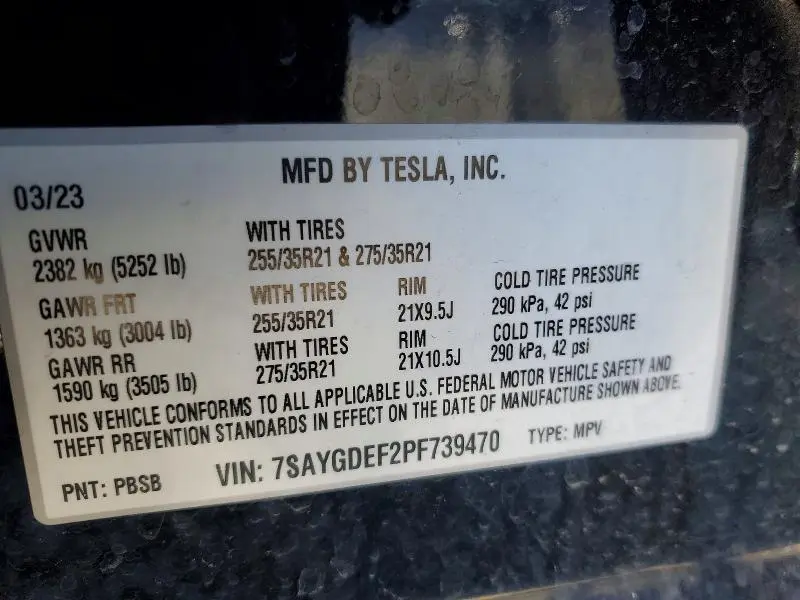 MFD BY TESLA, INC.
03/23
GVWR WITH TIRES
2382 kg (5252 lb) 255/35R21 & 275/35R21
GAWR FRT WITH TIRES RIM COLD TIRE PRESSURE
1363 kg (3004 lb) 255/35R21 21X9.5J 290 kPa, 42 psi
GAWR RR WITH TIRES RIM COLD TIRE PRESSURE
1590 kg (3505 lb) 275/35R21 21X10.5J 290 kPa, 42 psi
THIS VEHICLE CONFORMS TO ALL APPLICABLE U.S. FEDERAL MOTOR VEHICLE SAFETY AND
THEFT PREVENTION STANDARDS IN EFFECT ON THE DATE OF MANUFACTURE SHOWN ABOVE.
PNT: PBSB VIN: 7SAYGDEF2PF739470 TYPE: MPV